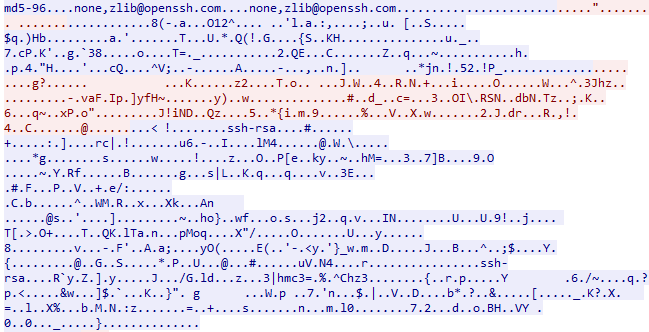 md5-96....none,zlib@openssh.com....none,zlib@openssh.com.................................."........
..............................8(-.a...O12^.... ..'l.a.:,....;..u. [..S.....
$q.)Hb.........a.'.......T...U.*.Q(!.G....{S..KH...............u._..
7.cP.K'..g.`38.....o....T=._...........2.QE...C.......Z..q...~............h.
.p.4."H....'...cQ....^V;..-......A.....-...,..n.].. ..*jn.!.52.!P_..................
....g?...... ...K......z2....T.o.. ...J.W..4..R.N.+...i.....O......W...^.3Jhz..
.........-.vaF.Ip.]yfH~.......y)..w..............#..d_..c=...3..OI\.RSN..dbN.Tz..;.K..
6...q~..xP.o".........J!iND..Qz....5..*{i.m.9......%...V..X.w.......2.J.dr...R.,!.
4..C.......@.........< !........ssh-rsa....#......
+.....:.]....rc|.!.......u6.-..I....lM4......@.W.\.....
....*g.......s......w.....!....z...O..P[e..ky..~..hM=...3..7]B....9.O
.....~.Y.Rf......B.......g...s|L..K.q...q....v..3E...
.#.F...P..V..+.e/:......
.C.b......^..WM.R..x...Xk...An
......@s..'....].........~..ho}..wf...o.s...j2..q.v...IN........U...U.9!..j....
T[.>.O+....T..QK.lTa.n...pMoq....X"/.....O.......U...y......
8.........v...-.F'..A.a;....yO(.....E(..'-.<y.'}_w.m..D.....J...B...^..;$....Y.
{.........@..G..S.....*.P..U...@...#......uV.N4....r..................ssh-
rsa....R`y.Z.].y.....J.../G.ld...z...3|hmc3=.%.^Chz3........{..r.p.....Y .6./~....q.?
p.<.....&w...]$.`...K..}". g ...W.p ..7.'n...$.|..V..D....b*.?..&.....[....._.K?.X.
=..l..X%...b.M.N.:z.......=..+....s.......n...m.l0........7.2...d..o.BH..VY .
0..0..._.....}..............